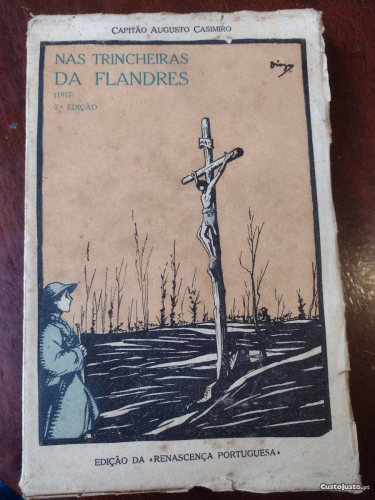 CAPITÃO AUGUSTO CASIMIRO
NAS TRINCHEIRAS
DA FLANDRES
(1917)
2.ª EDIÇÃO
EDIÇÃO DA «RENASCENÇA PORTUGUESA»
CustoJusto.pt